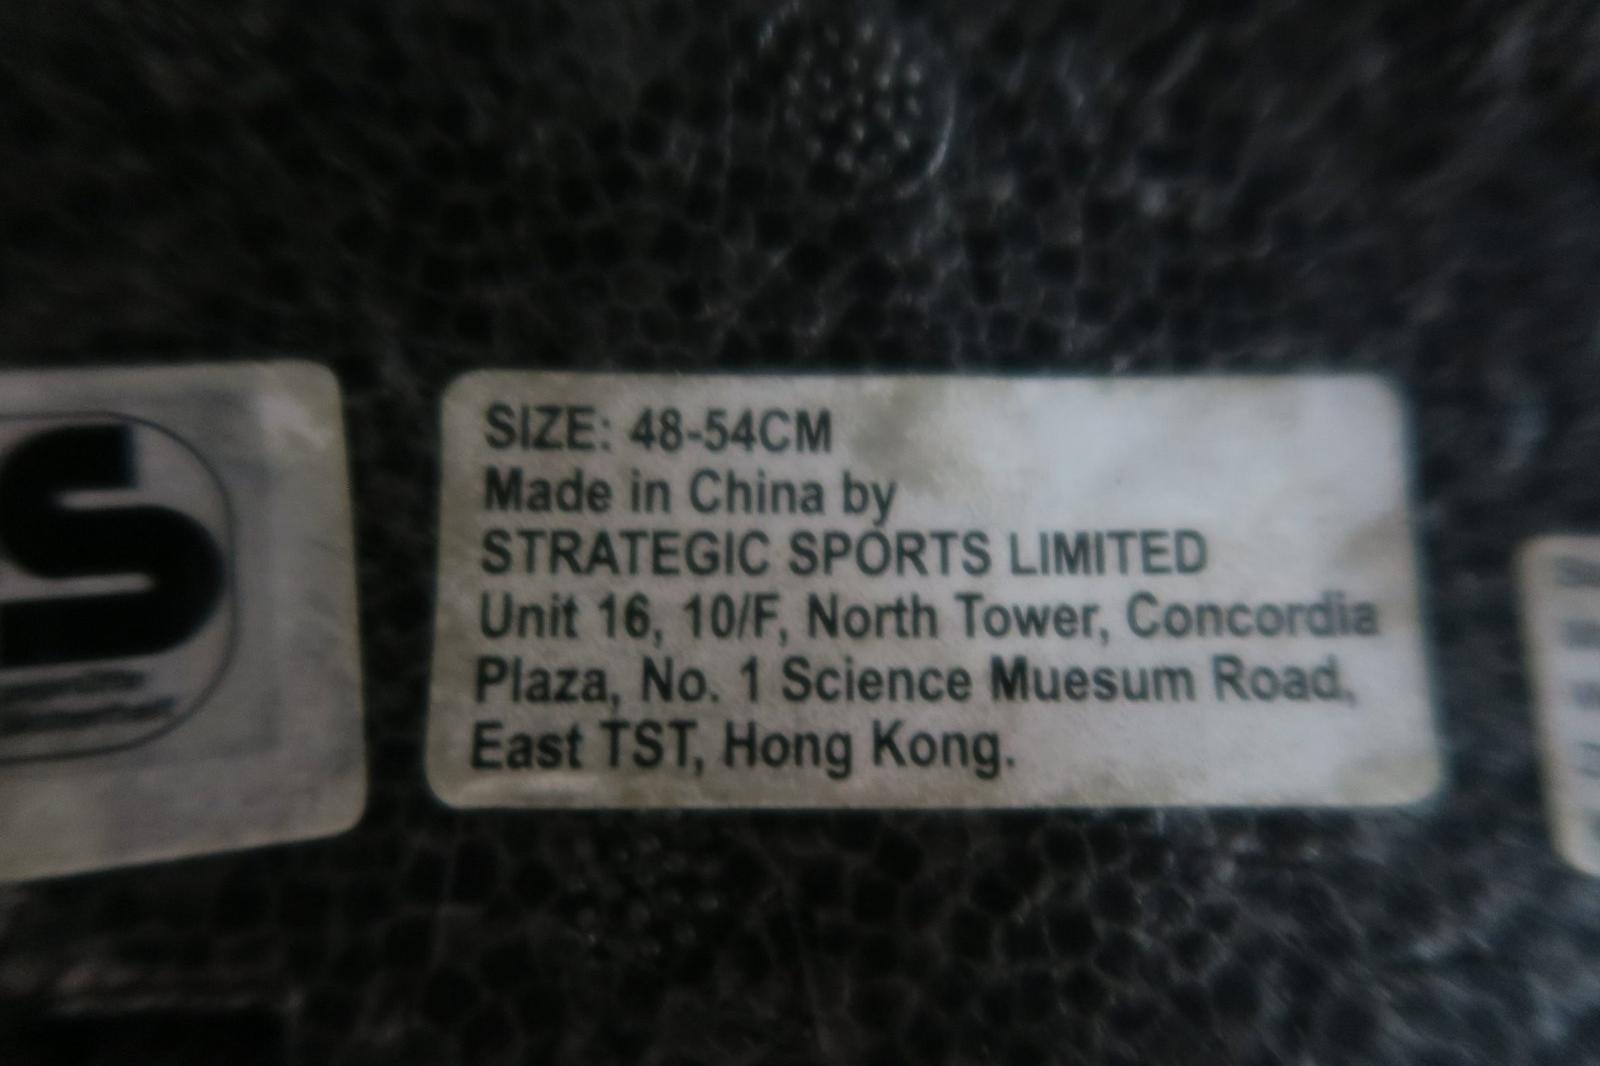 S
SIZE: 48-54CM
Made in China by
STRATEGIC SPORTS LIMITED
Unit 16, 10/F, North Tower, Concordia
Plaza, No. 1 Science Muesum Road,
East TST, Hong Kong.